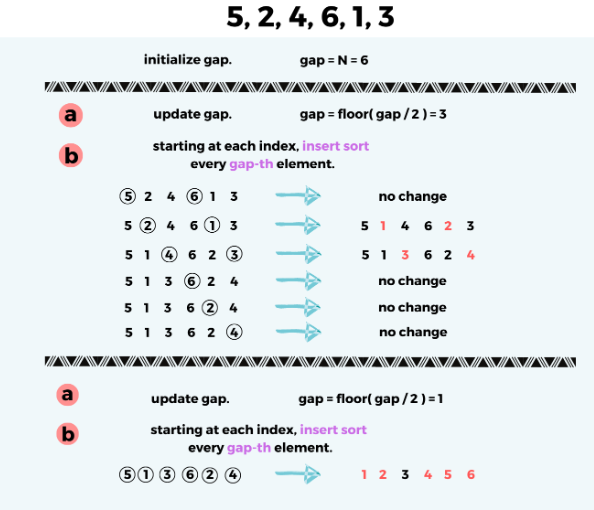 5, 2, 4, 6, 1, 3
initialize gap. gap = N = 6
a update gap. gap = floor( gap / 2 ) = 3
b starting at each index, insert sort
every gap-th element.
5 2 4 6 1 3 no change
5 2 4 6 1 3 5 1 4 6 2 3
5 1 4 6 2 3 5 1 3 6 2 4
5 1 3 6 2 4 no change
5 1 3 6 2 4 no change
5 1 3 6 2 4 no change
a update gap. gap = floor( gap / 2 ) = 1
b starting at each index, insert sort
every gap-th element.
5 1 3 6 2 4 1 2 3 4 5 6